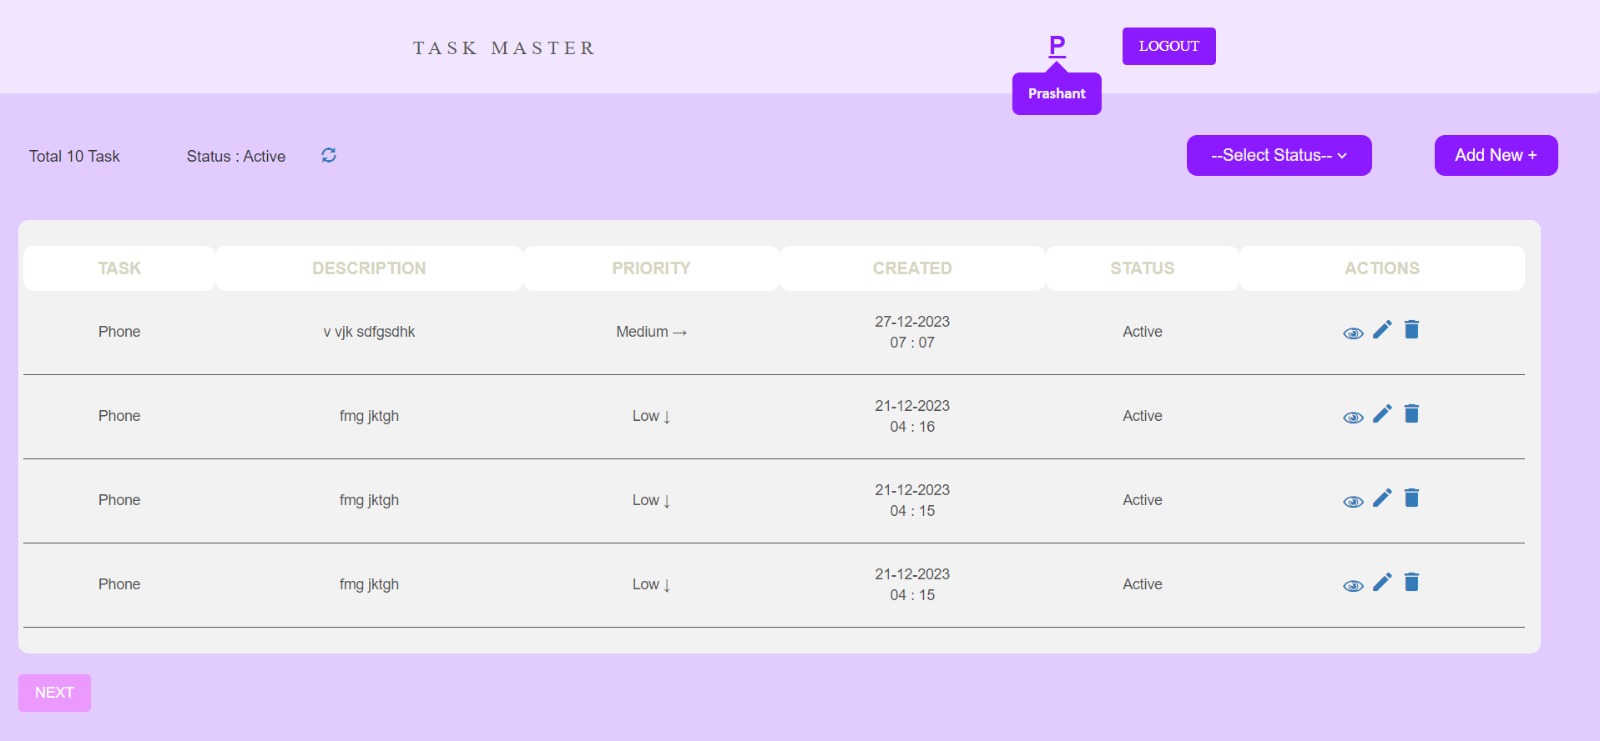 TASK MASTER
P
LOGOUT
Prashant
Total 10 Task
Status : Active
--Select Status--
Add New +
TASK DESCRIPTION PRIORITY CREATED STATUS ACTIONS
Phone v vjk sdfgsdhk Medium → 27-12-2023 Active
07 : 07
Phone fmg jktgh Low ↓ 21-12-2023 Active
04 : 16
Phone fmg jktgh Low ↓ 21-12-2023 Active
04 : 15
Phone fmg jktgh Low ↓ 21-12-2023 Active
04 : 15
NEXT